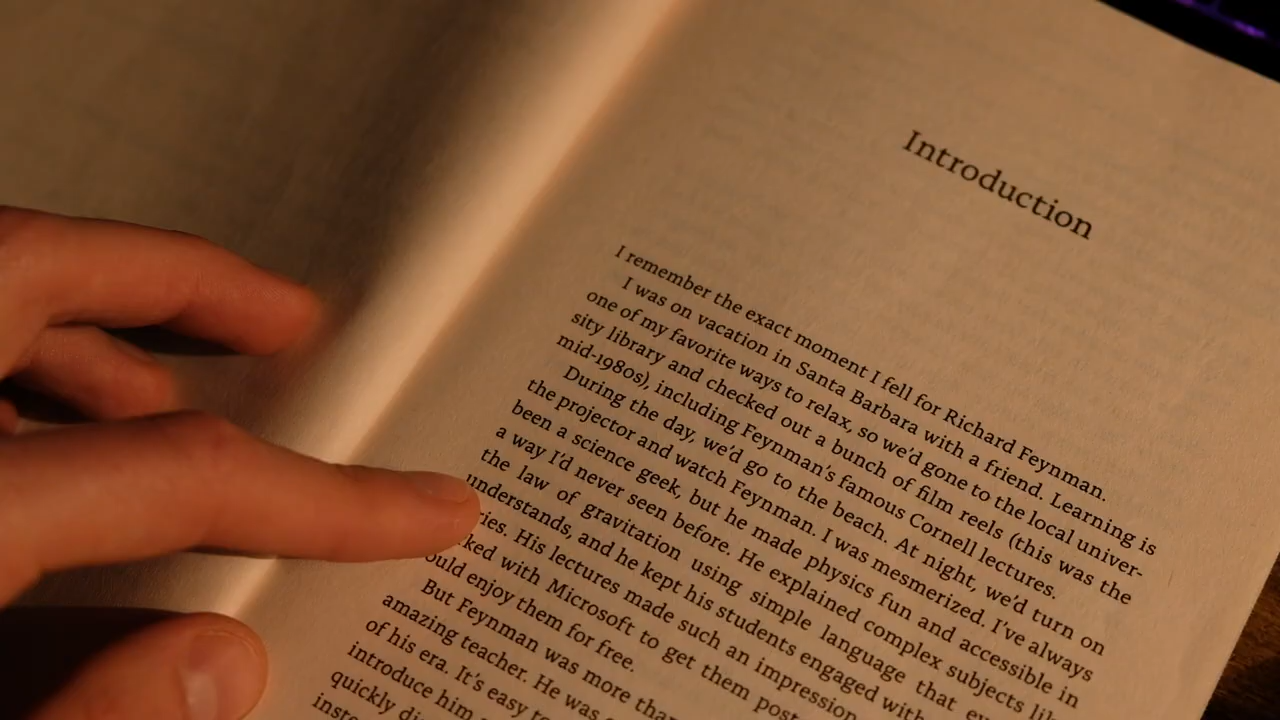 Introduction
I remember the exact moment I fell for Richard Feynman.
I was on vacation in Santa Barbara with a friend. Learning is
one of my favorite ways to relax, so we'd gone to the local univer-
sity library and checked out a bunch of film reels (this was the
mid-1980s), including Feynman's famous Cornell lectures.
During the day, we'd go to the beach. At night, we'd turn on
the projector and watch Feynman. I was mesmerized. I've always
been a science geek, but he made physics fun and accessible in
a way I'd never seen before. He explained complex subjects lik
the law of gravitation using simple language that ev
understands, and he kept his students engaged with
ries. His lectures made such an impression
ked with Microsoft to get them post
ould enjoy them for free.
But Feynman was more than
amazing teacher. He was
of his era. It's easy to
introduce him
quickly di
inste